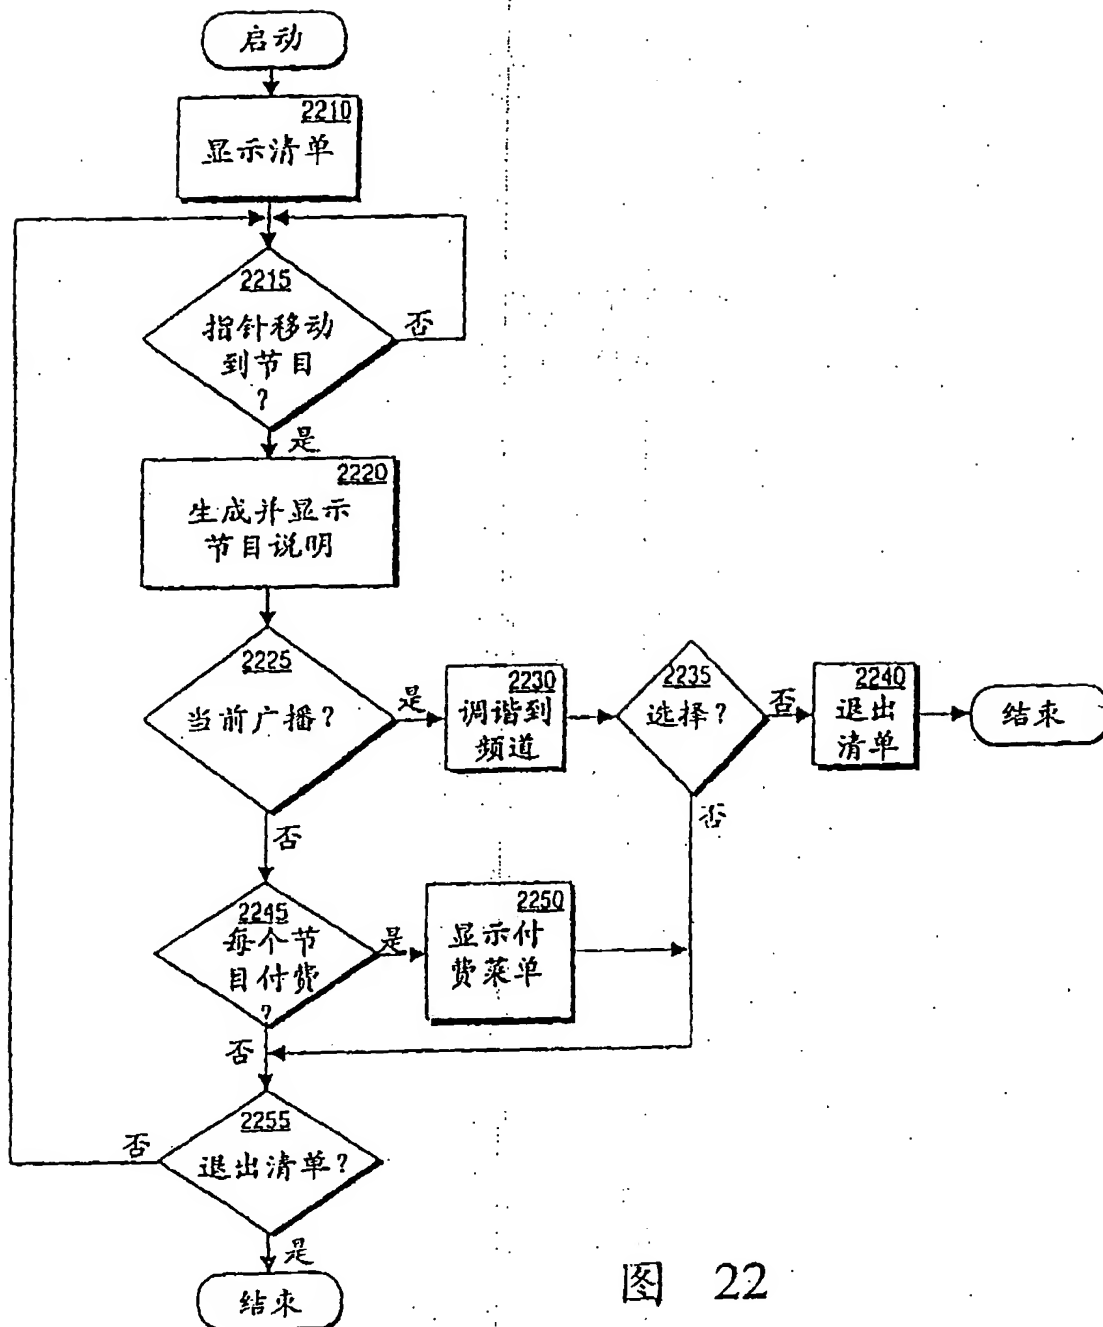 启动
2210
显示清单
2215
指针移动
到节目
?
否
是
2220
生成并显示
节目说明
2225
当前广播?
是
2230
调谐到
频道
2235
选择?
否
2240
退出
清单
结束
否
否
2245
每个节
目付费
?
是
2250
显示付
费菜单
否
2255
退出清单?
否
是
结束
图 22